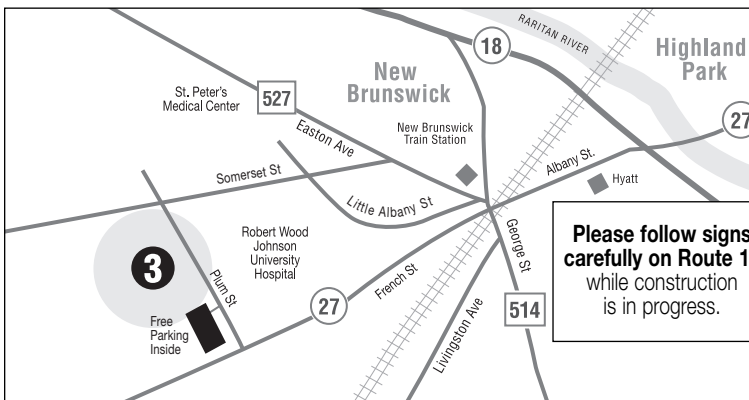 RARITAN RIVER
18
Highland
Park
New
Brunswick
St. Peter's
Medical Center
527
27
Easton Ave
New Brunswick
Train Station
Albany St.
Somerset St
Hyatt
Little Albany St
Robert Wood
Johnson
University
Hospital
George St
Please follow signs
carefully on Route 1
while construction
is in progress.
3
Plum St
French St
27
514
Livingston Ave
Free
Parking
Inside